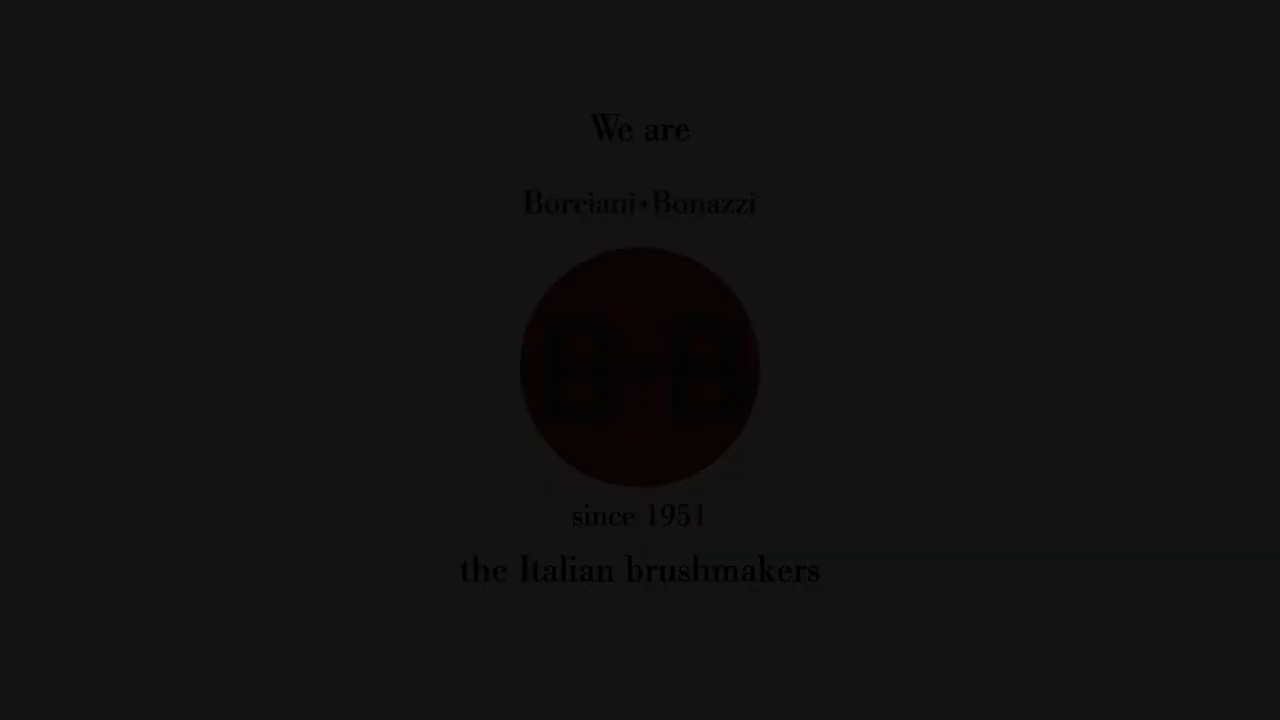 We are
Borciani•Bonazzi
B•B
since 1951
the Italian brushmakers